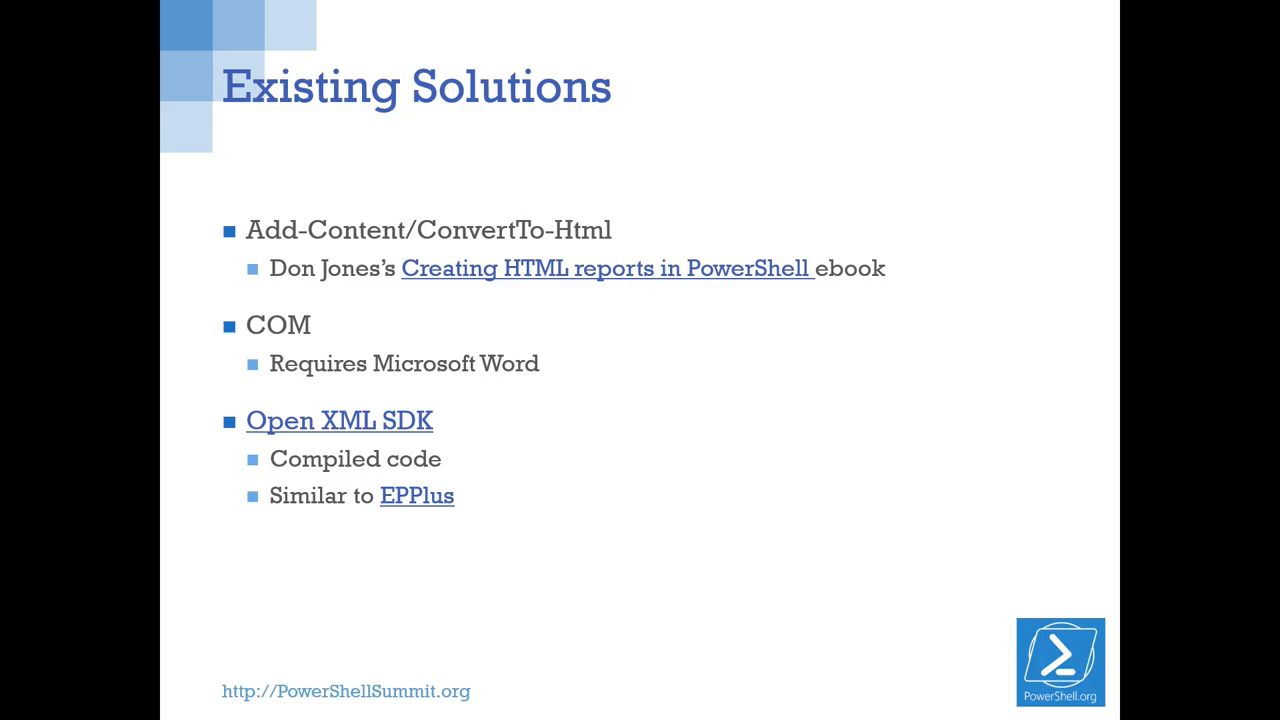 Existing Solutions
Add-Content/ConvertTo-Html
Don Jones’s Creating HTML reports in PowerShell ebook
COM
Requires Microsoft Word
Open XML SDK
Compiled code
Similar to EPPlus
http://PowerShellSummit.org
PowerShell.org